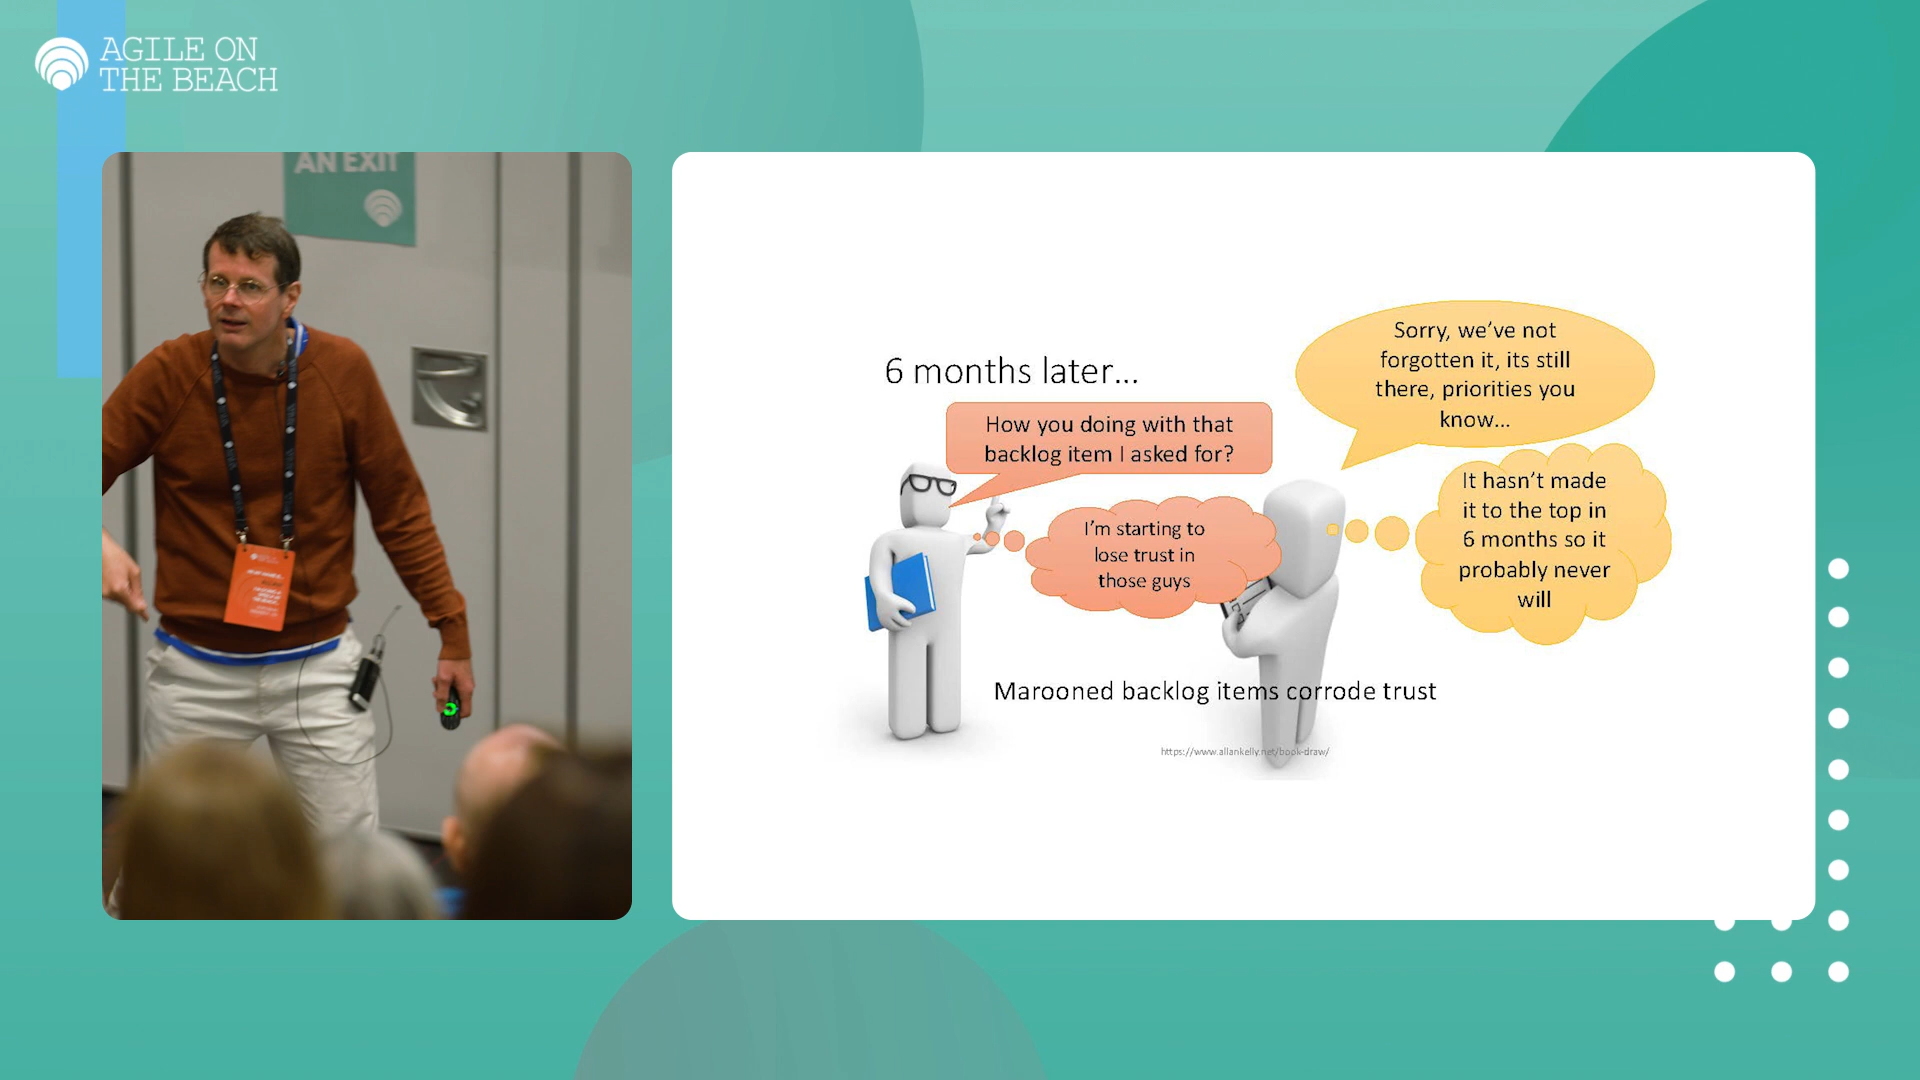 AGILE ON
THE BEACH
AN EXIT
6 months later...
Sorry, we've not
forgotten it, its still
there, priorities you
know...
How you doing with that
backlog item I asked for?
It hasn't made
it to the top in
6 months so it
probably never
will
I'm starting to
lose trust in
those guys
Marooned backlog items corrode trust
https://www.allankelly.net/book-draw/